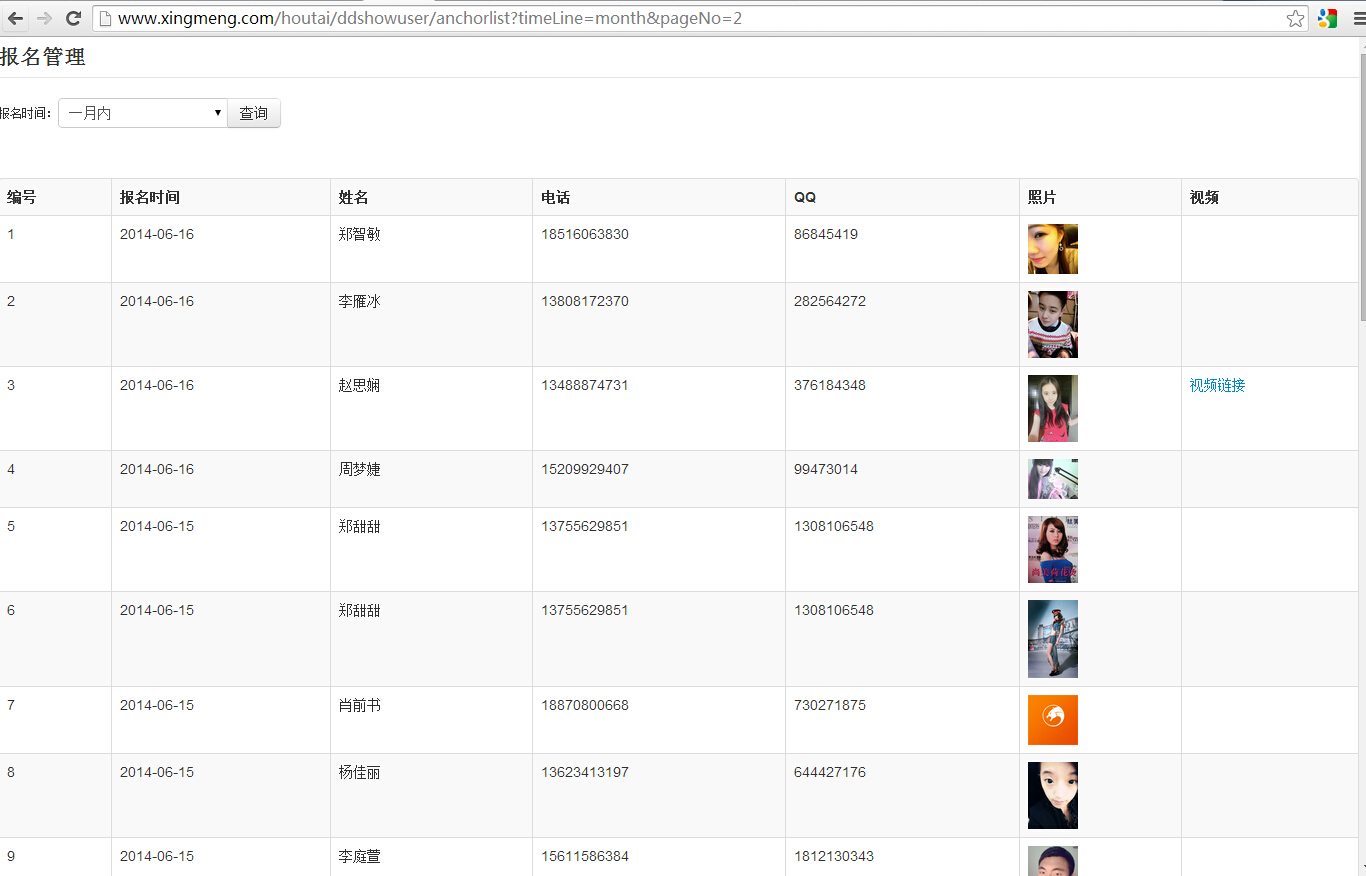 www.xingmeng.com/houtai/ddshowuser/anchorlist?timeLine=month&pageNo=2
报名管理
报名时间: 一月内 查询
编号 报名时间 姓名 电话 QQ 照片 视频
1 2014-06-16 郑智敏 18516063830 86845419
2 2014-06-16 李雁冰 13808172370 282564272
3 2014-06-16 赵思娴 13488874731 376184348 视频链接
4 2014-06-16 周梦婕 15209929407 99473014
5 2014-06-15 郑甜甜 13755629851 1308106548
6 2014-06-15 郑甜甜 13755629851 1308106548
7 2014-06-15 肖前书 18870800668 730271875
8 2014-06-15 杨佳丽 13623413197 644427176
9 2014-06-15 李庭萱 15611586384 1812130343